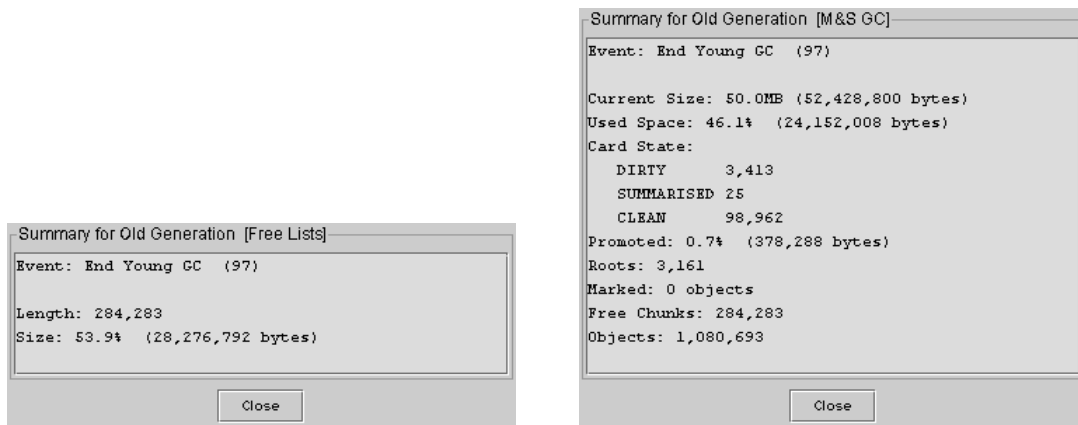 Summary for Old Generation [Free Lists]
Event: End Young GC (97)
Length: 284,283
Size: 53.9% (28,276,792 bytes)
Close
Summary for Old Generation [M&S GC]
Event: End Young GC (97)
Current Size: 50.0MB (52,428,800 bytes)
Used Space: 46.1% (24,152,008 bytes)
Card State:
DIRTY 3,413
SUMMARISED 25
CLEAN 98,962
Promoted: 0.7% (378,288 bytes)
Roots: 3,161
Marked: 0 objects
Free Chunks: 284,283
Objects: 1,080,693
Close